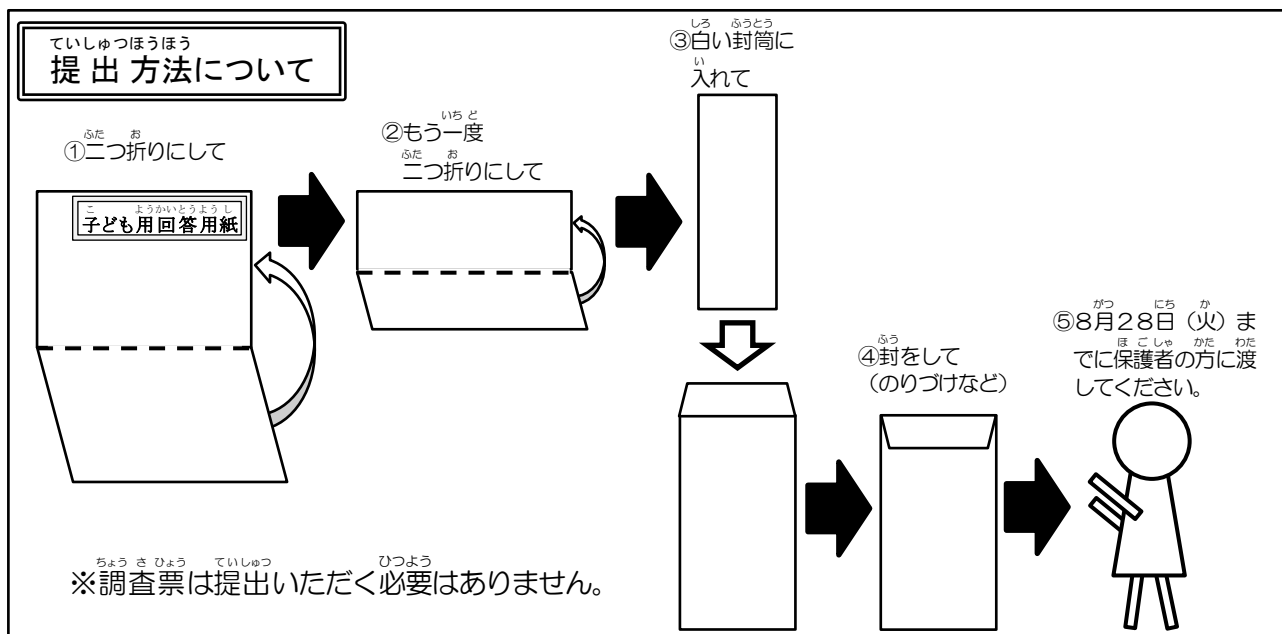 ていしゅつほうほう
提出方法について
ふた お
①二つ折りにして
こ ようかいとうようし
子ども用回答用紙
いちど
②もう一度
ふた お
二つ折りにして
しろ ふうとう
③白い封筒に
い
入れて
ふう
④封をして
（のりづけなど）
がつ にち か
⑤8月28日（火）ま
ほごしゃ かた わた
でに保護者の方に渡
してください。
ちょうさひょう ていしゅつ ひつよう
※調査票は提出いただく必要はありません。